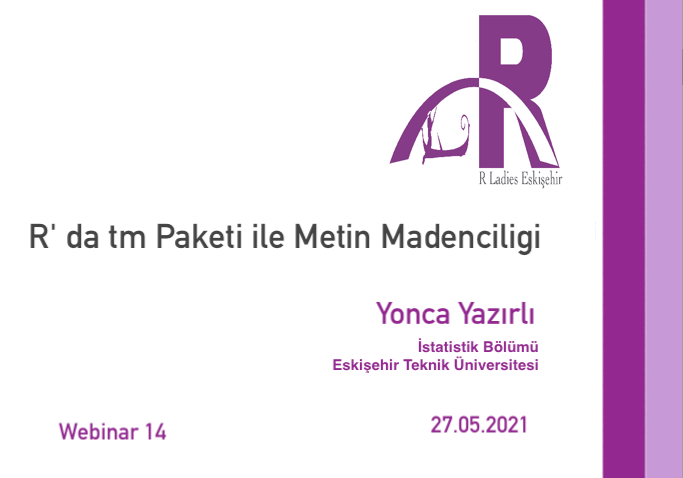 R Ladies Eskişehir
R' da tm Paketi ile Metin Madenciligi
Yonca Yazırlı
İstatistik Bölümü
Eskişehir Teknik Üniversitesi
Webinar 14
27.05.2021